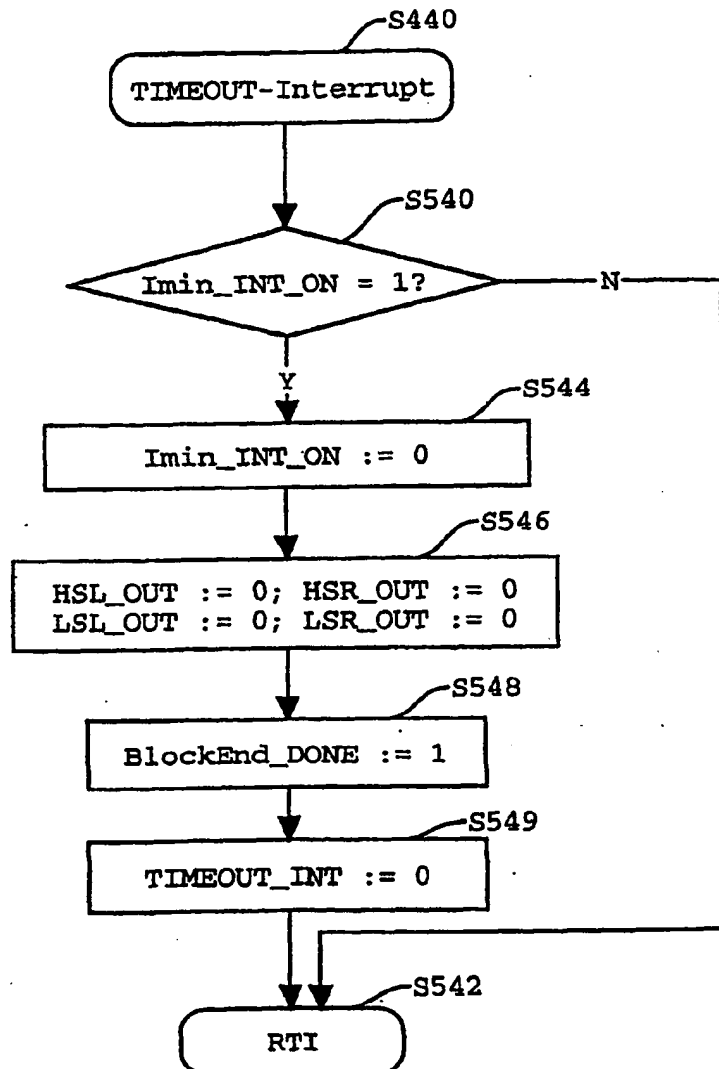 S440
TIMEOUT-Interrupt
S540
Imin_INT_ON = 1?
N
Y
S544
Imin_INT_ON := 0
S546
HSL_OUT := 0; HSR_OUT := 0
LSL_OUT := 0; LSR_OUT := 0
S548
BlockEnd_DONE := 1
S549
TIMEOUT_INT := 0
S542
RTI